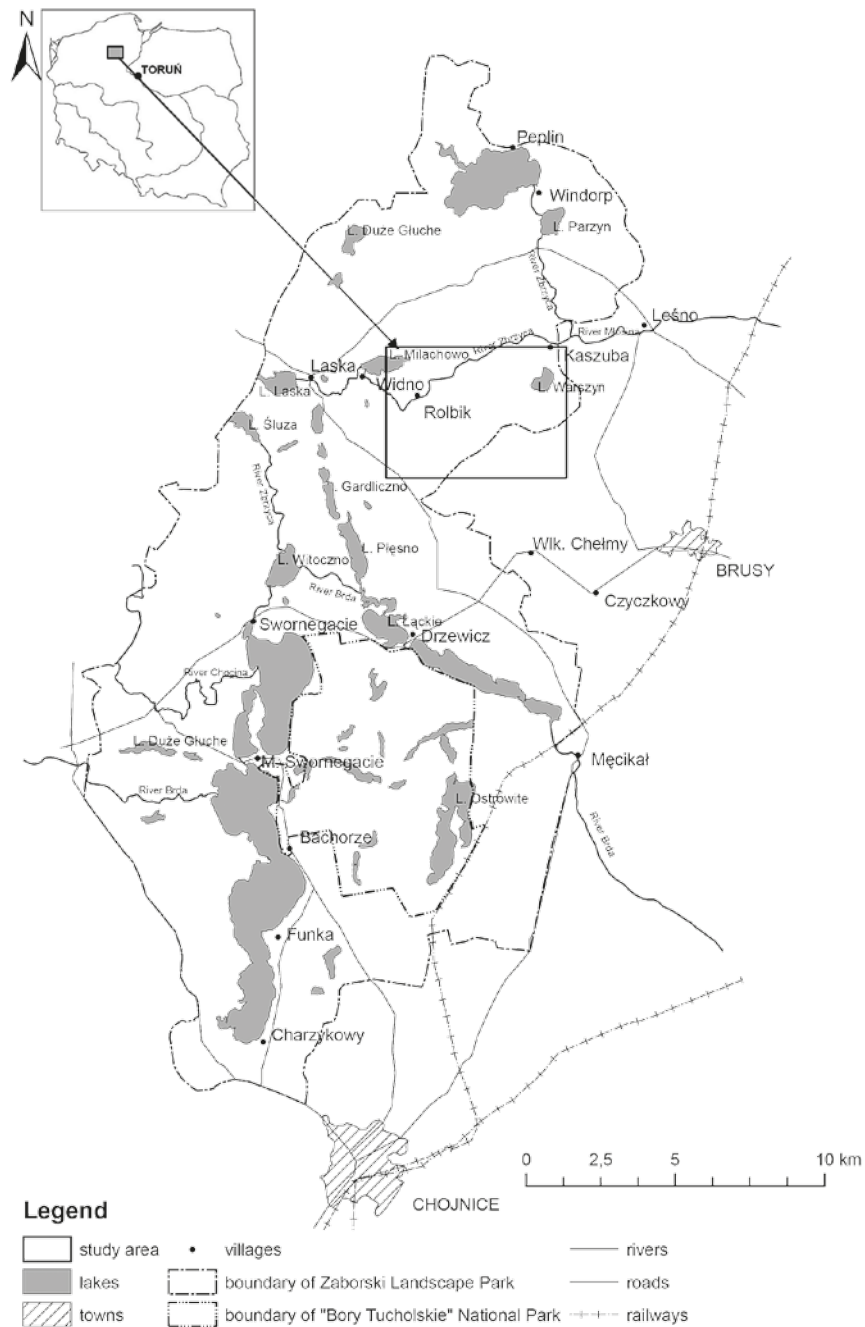 N
TORUŃ
Peplin
Windorp
L. Duże Głuche
L. Parzyn
River Zbrzyca
Leśno
River Młosina
River Zbrzyca
Kaszuba
L. Milachowo
Laska
Widno
L. Laska
L. Warszyn
Rolbik
L. Śluza
River Zbrzyca
L. Gardliczno
L. Płęsno
Wlk. Chełmy
L. Witoczno
BRUSY
River Brda
Czyczkowy
Swornegacie
L. Łąckie
Drzewicz
River Chocina
L. Duże Głuche
M. Swornegacie
Męcikał
River Brda
L. Ostrowite
River Brda
Bachorze
Funka
Charzykowy
0 2,5 5 10 km
CHOJNICE
Legend
study area villages rivers
lakes boundary of Zaborski Landscape Park roads
towns boundary of "Bory Tucholskie" National Park railways